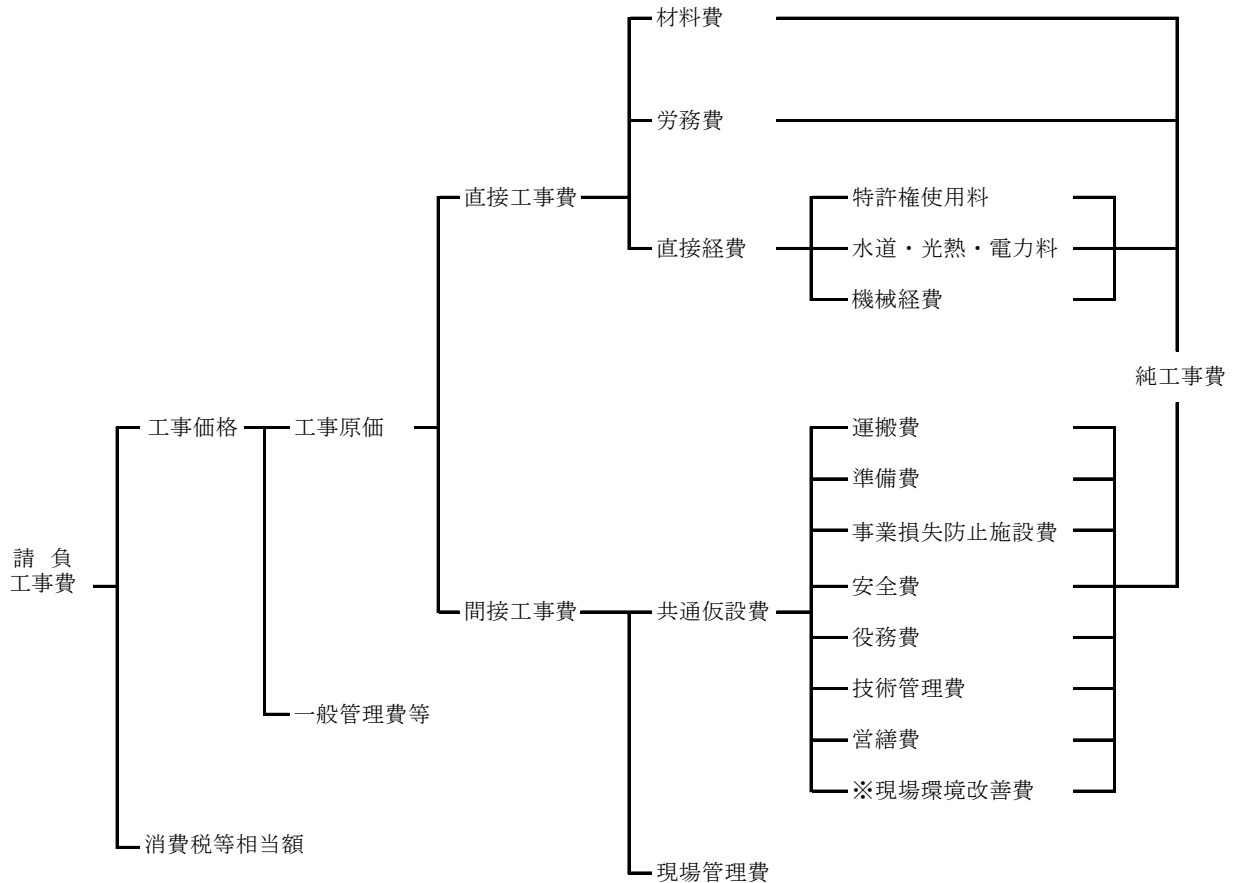 材料費
労務費
直接工事費
特許権使用料
直接経費
水道・光熱・電力料
機械経費
純工事費
工事価格
工事原価
運搬費
準備費
事業損失防止施設費
請 負
工事費
安全費
間接工事費
共通仮設費
役務費
技術管理費
一般管理費等
営繕費
※現場環境改善費
消費税等相当額
現場管理費